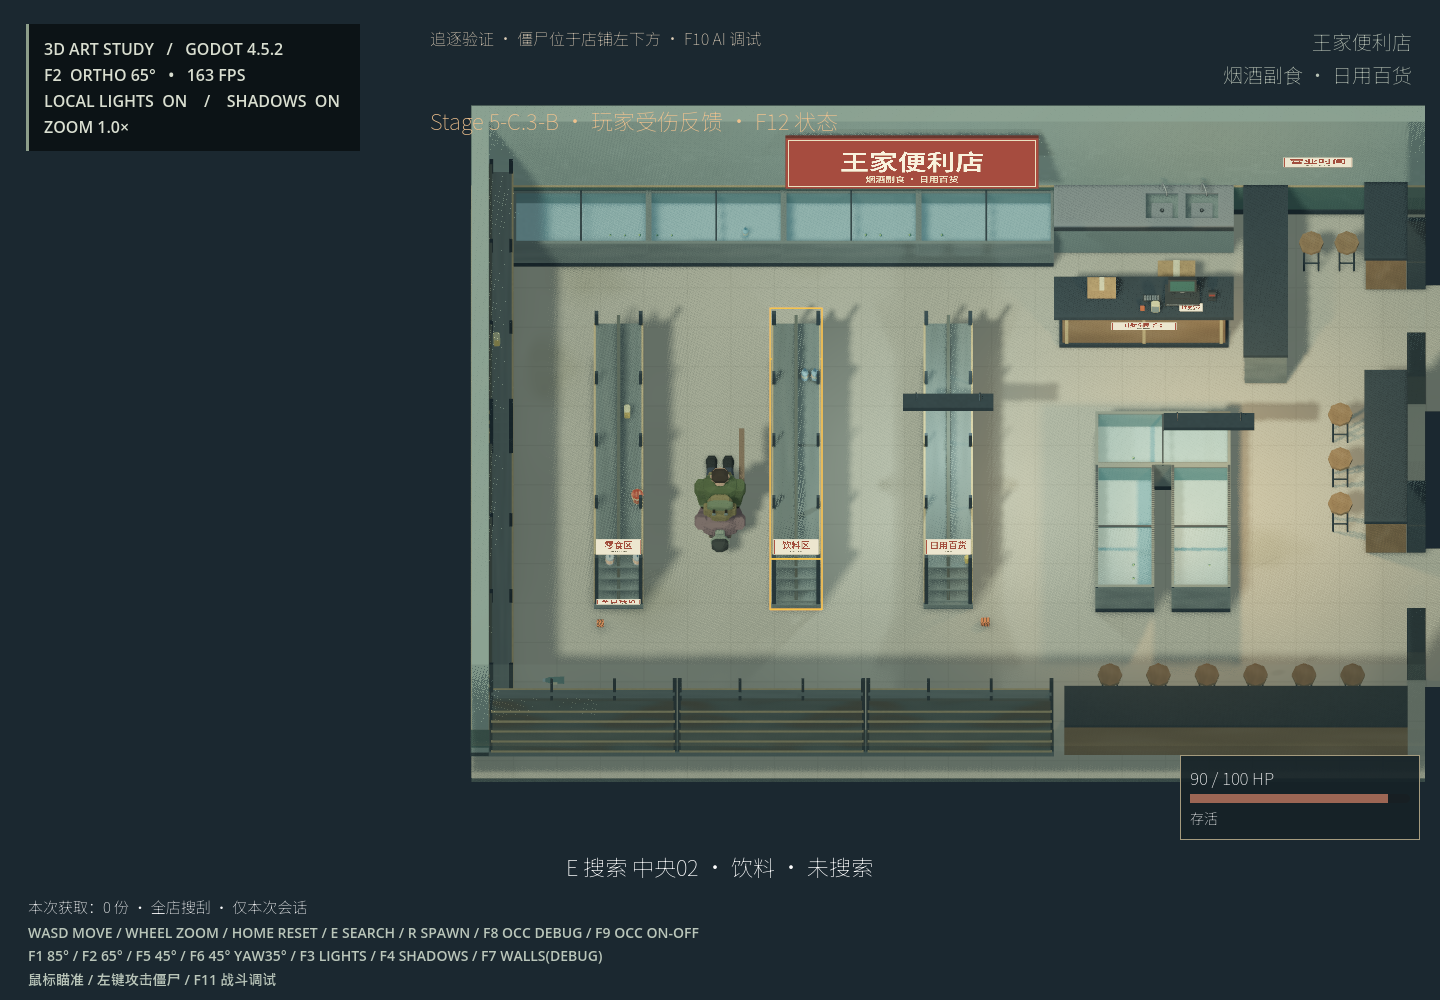 3D ART STUDY / GODOT 4.5.2
F2 ORTHO 65° • 163 FPS
LOCAL LIGHTS ON / SHADOWS ON
ZOOM 1.0×
追逐验证 · 僵尸位于店铺左下方 · F10 AI 调试
王家便利店
烟酒副食 · 日用百货
Stage 5-C.3-B · 玩家受伤反馈 · F12 状态
王家便利店
烟酒副食 · 日用百货
营业时间
零食区
饮料区
日用百货
90 / 100 HP
存活
E 搜索 中央02 · 饮料 · 未搜索
本次获取：0 份 · 全店搜刮 · 仅本次会话
WASD MOVE / WHEEL ZOOM / HOME RESET / E SEARCH / R SPAWN / F8 OCC DEBUG / F9 OCC ON-OFF
F1 85° / F2 65° / F5 45° / F6 45° YAW35° / F3 LIGHTS / F4 SHADOWS / F7 WALLS(DEBUG)
鼠标瞄准 / 左键攻击僵尸 / F11 战斗调试